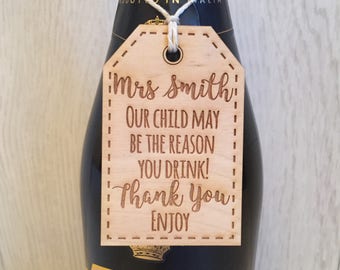 Mrs Smith
OUR CHILD MAY
BE THE REASON
YOU DRINK!
Thank You
ENJOY